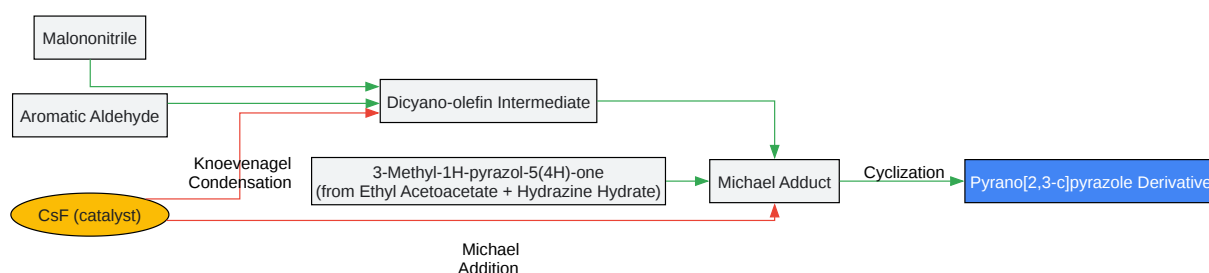 Malononitrile
Aromatic Aldehyde
Dicyano-olefin Intermediate
Knoevenagel
Condensation
3-Methyl-1H-pyrazol-5(4H)-one
(from Ethyl Acetoacetate + Hydrazine Hydrate)
Michael Adduct
Cyclization
Pyrano[2,3-c]pyrazole Derivative
CsF (catalyst)
Michael
Addition